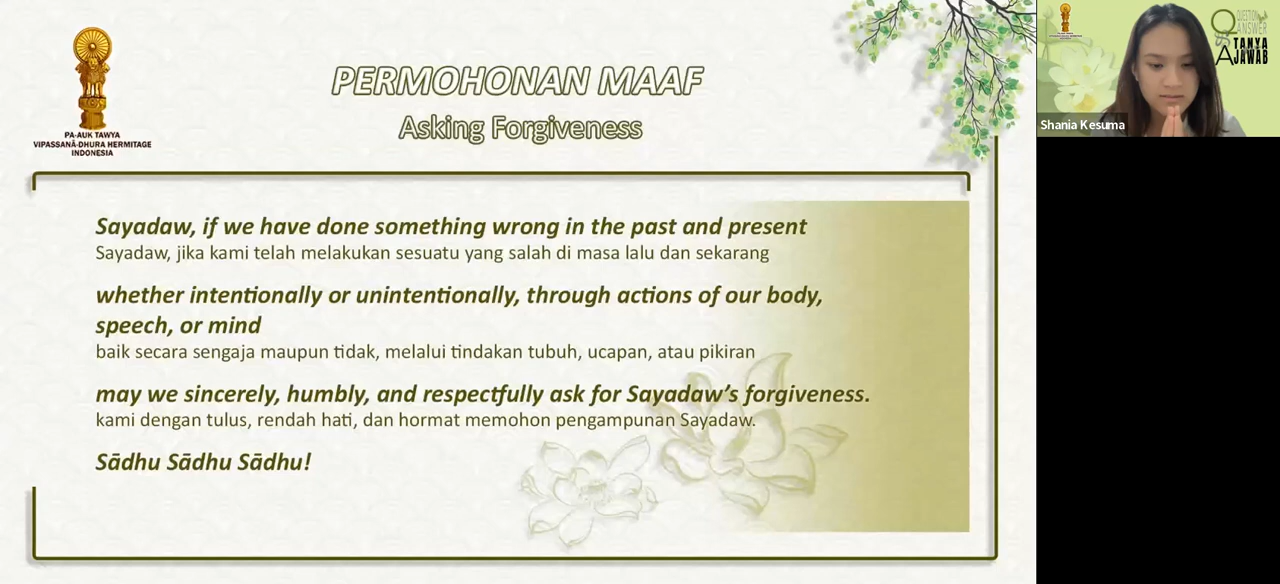 PA-AUK TAWYA
VIPASSANĀ-DHURA HERMITAGE
INDONESIA
PERMOHONAN MAAF
Asking Forgiveness
Sayadaw, if we have done something wrong in the past and present
Sayadaw, jika kami telah melakukan sesuatu yang salah di masa lalu dan sekarang
whether intentionally or unintentionally, through actions of our body,
speech, or mind
baik secara sengaja maupun tidak, melalui tindakan tubuh, ucapan, atau pikiran
may we sincerely, humbly, and respectfully ask for Sayadaw’s forgiveness.
kami dengan tulus, rendah hati, dan hormat memohon pengampunan Sayadaw.
Sādhu Sādhu Sādhu!
QUESTION
ANSWER
Q
&
A
TANYA
JAWAB
Shania Kesuma